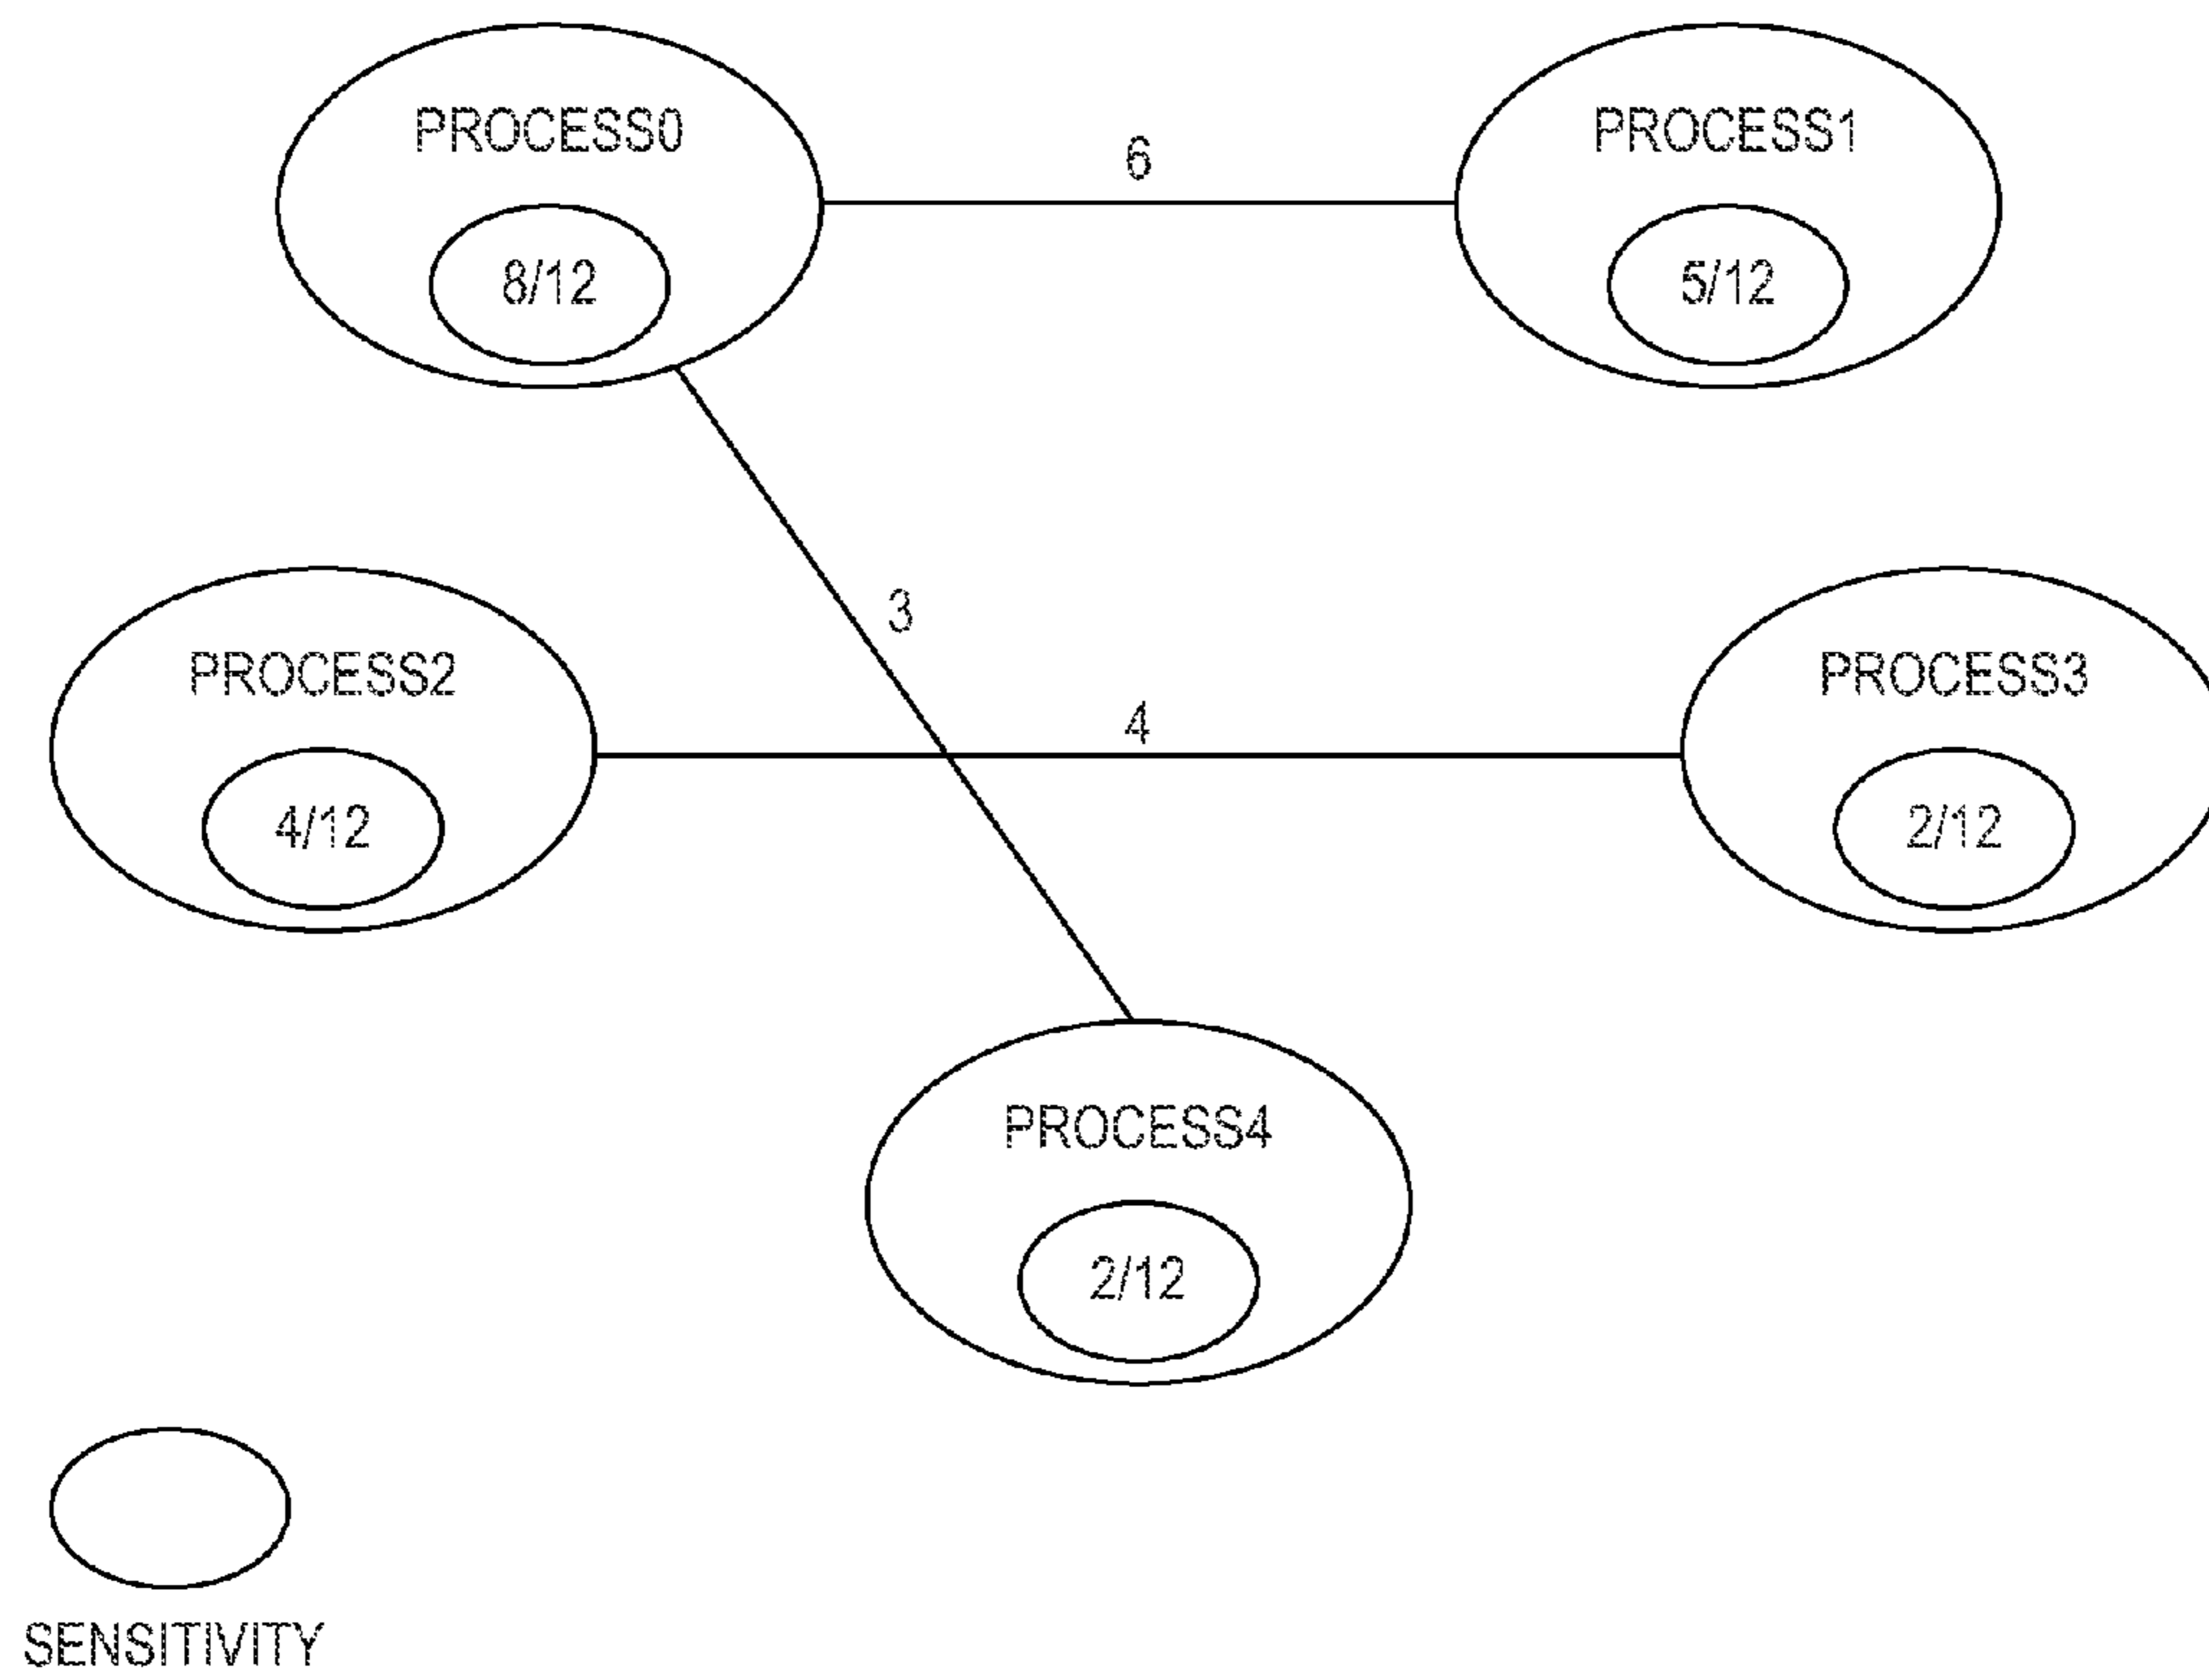 PROCESS0
8/12
6
PROCESS1
5/12
3
PROCESS2
4/12
4
PROCESS3
2/12
PROCESS4
2/12
SENSITIVITY